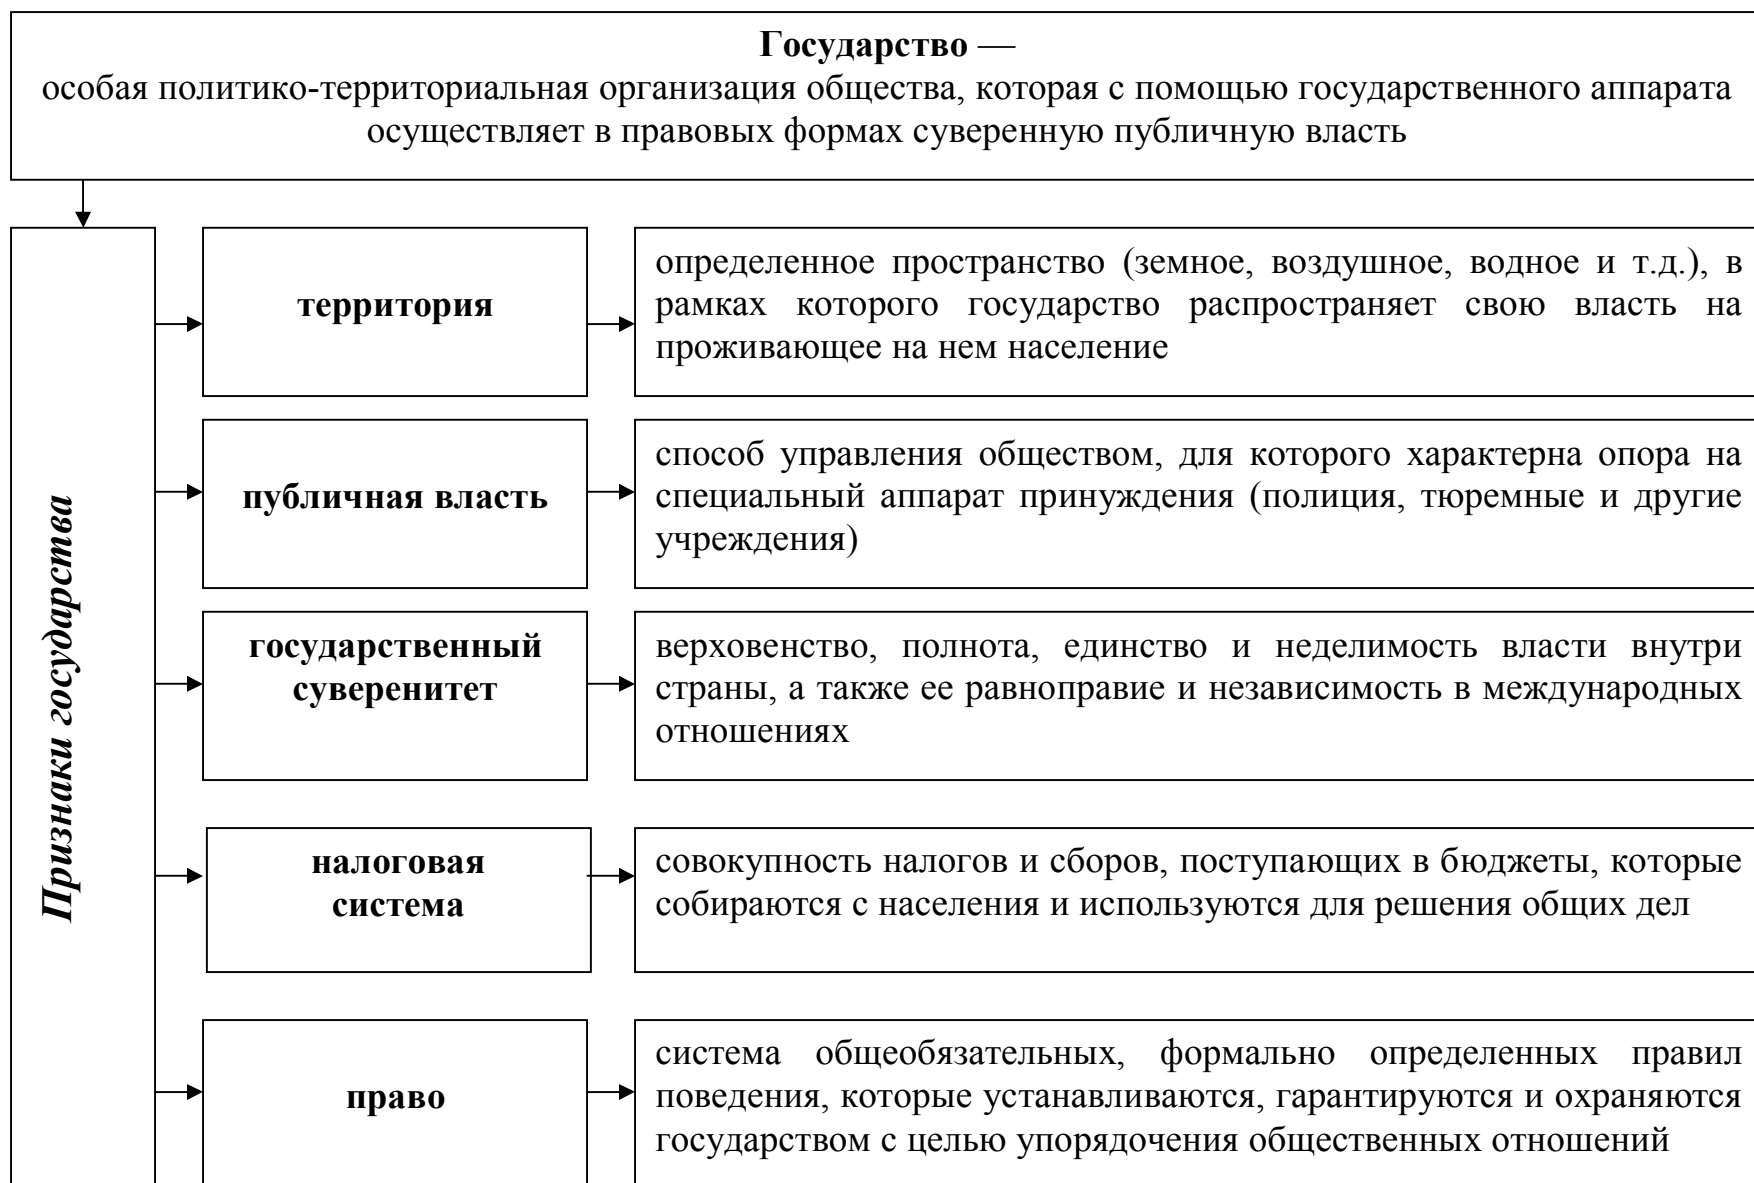 Государство —
особая политико-территориальная организация общества, которая с помощью государственного аппарата
осуществляет в правовых формах суверенную публичную власть
Признаки государства
территория
определенное пространство (земное, воздушное, водное и т.д.), в
рамках которого государство распространяет свою власть на
проживающее на нем население
публичная власть
способ управления обществом, для которого характерна опора на
специальный аппарат принуждения (полиция, тюремные и другие
учреждения)
государственный
суверенитет
верховенство, полнота, единство и неделимость власти внутри
страны, а также ее равноправие и независимость в международных
отношениях
налоговая
система
совокупность налогов и сборов, поступающих в бюджеты, которые
собираются с населения и используются для решения общих дел
право
система общеобязательных, формально определенных правил
поведения, которые устанавливаются, гарантируются и охраняются
государством с целью упорядочения общественных отношений